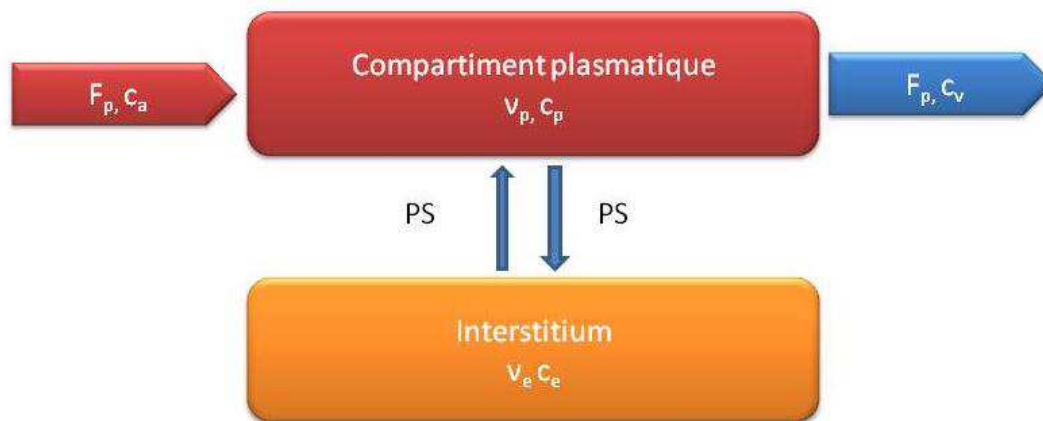 Compartiment plasmatique
v_p, c_p
F_p, c_a
F_p, c_v
PS
PS
Interstitium
v_e c_e